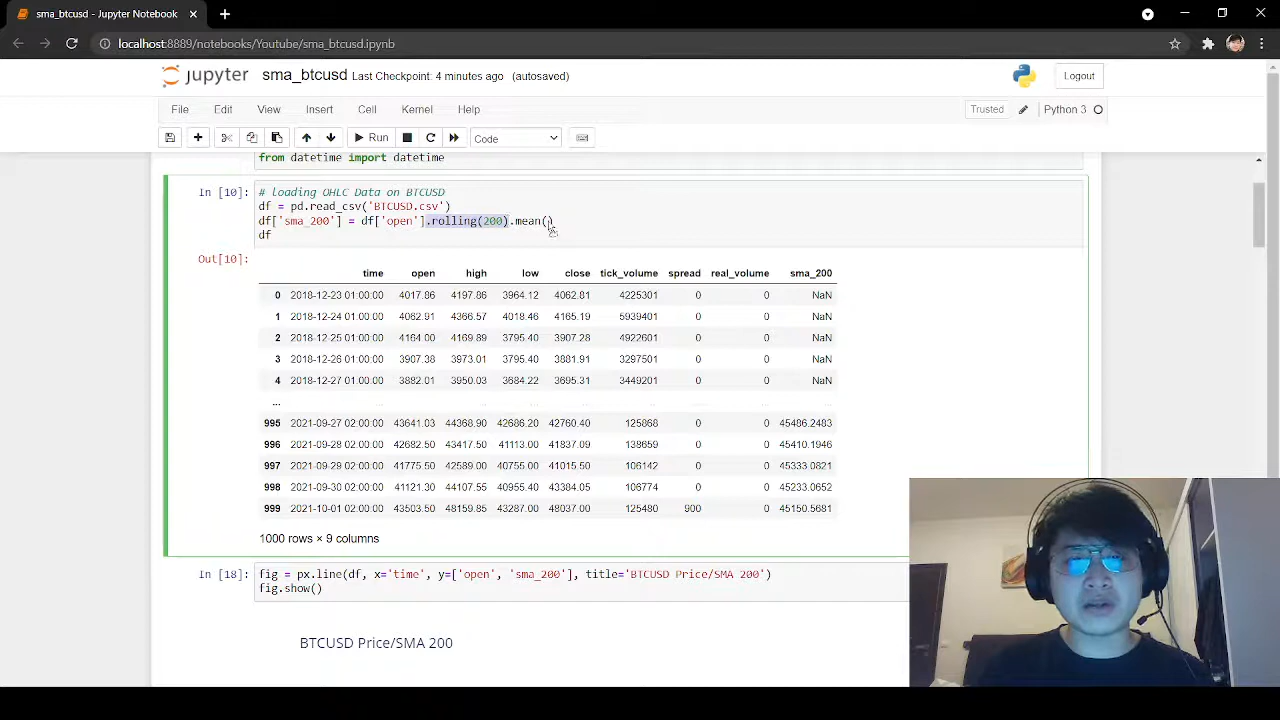 sma_btcusd - Jupyter Notebook
localhost:8889/notebooks/Youtube/sma_btcusd.ipynb
jupyter sma_btcusd Last Checkpoint: 4 minutes ago (autosaved) Logout
File Edit View Insert Cell Kernel Help Trusted Python 3
Run Code
from datetime import datetime
In [10]: # loading OHLC Data on BTCUSD
df = pd.read_csv('BTCUSD.csv')
df['sma_200'] = df['open'].rolling(200).mean()
df
Out[10]:
time open high low close tick_volume spread real_volume sma_200
0 2018-12-23 01:00:00 4017.86 4197.86 3964.12 4062.81 4225301 0 0 NaN
1 2018-12-24 01:00:00 4062.91 4366.57 4018.46 4165.19 5939401 0 0 NaN
2 2018-12-25 01:00:00 4164.00 4169.89 3795.40 3907.28 4922601 0 0 NaN
3 2018-12-26 01:00:00 3907.38 3973.01 3795.40 3881.91 3297501 0 0 NaN
4 2018-12-27 01:00:00 3882.01 3950.03 3684.22 3695.31 3449201 0 0 NaN
... ... ... ... ... ... ... ... ... ...
995 2021-09-27 02:00:00 43641.03 44368.90 42686.20 42760.40 125868 0 0 45486.2483
996 2021-09-28 02:00:00 42682.50 43417.50 41113.00 41837.09 138659 0 0 45410.1946
997 2021-09-29 02:00:00 41775.50 42589.00 40755.00 41015.50 106142 0 0 45333.0821
998 2021-09-30 02:00:00 41121.30 44107.55 40955.40 43384.05 106774 0 0 45233.0652
999 2021-10-01 02:00:00 43503.50 48159.85 43287.00 48037.00 125480 900 0 45150.5681
1000 rows × 9 columns
In [18]: fig = px.line(df, x='time', y=['open', 'sma_200'], title='BTCUSD Price/SMA 200')
fig.show()
BTCUSD Price/SMA 200